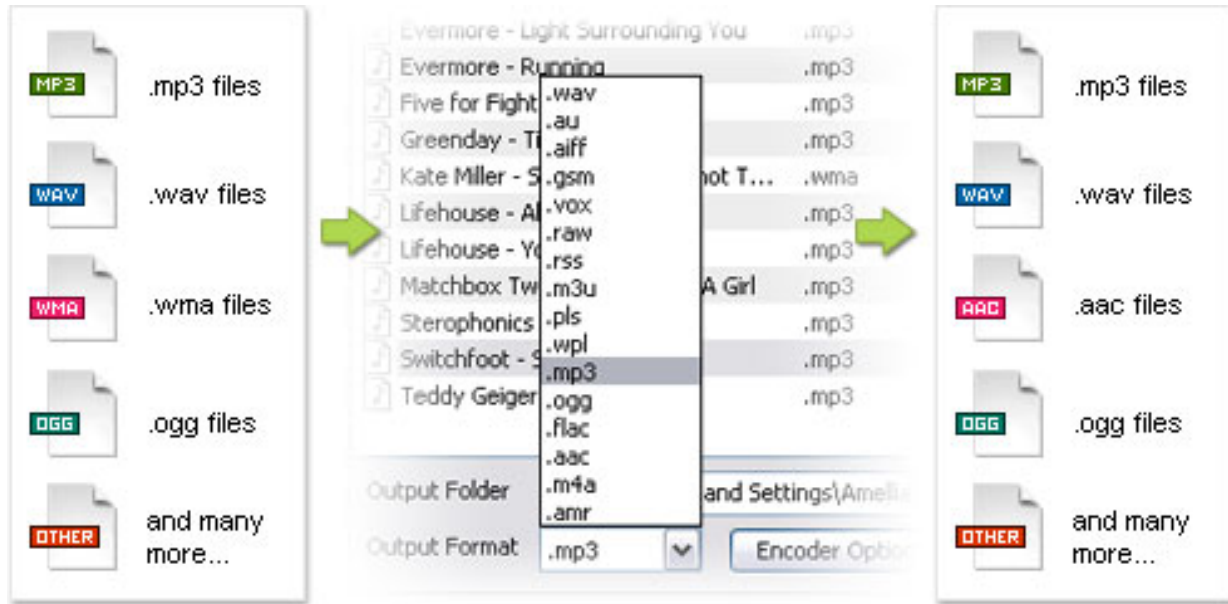 MP3 .mp3 files
WAV .wav files
WMA .wma files
OGG .ogg files
OTHER and many
more...
Evermore - Light Surrounding You .mp3
Evermore - Running .mp3
Five for Fight .mp3
Greenday - Ti .mp3
Kate Miller - S not T... .wma
Lifehouse - Al .mp3
Lifehouse - Yo .mp3
Matchbox Tw A Girl .mp3
Sterophonics .mp3
Switchfoot - S .mp3
Teddy Geiger .mp3
.wav
.au
.aiff
.gsm
.vox
.raw
.rss
.m3u
.pls
.wpl
.mp3
.ogg
.flac
.aac
.m4a
.amr
Output Folder and Settings\Amelia
Output Format .mp3 Encoder Option
MP3 .mp3 files
WAV .wav files
AAC .aac files
OGG .ogg files
OTHER and many
more...